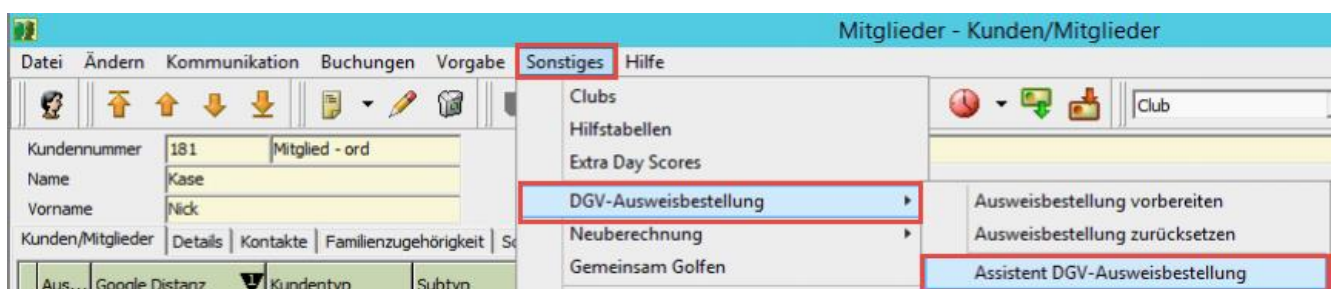 Mitglieder - Kunden/Mitglieder
Datei Ändern Kommunikation Buchungen Vorgabe Sonstiges Hilfe
Clubs
Club
Hilfstabellen
Kundennummer 181 Mitglied - ord
Extra Day Scores
Name Kase
DGV-Ausweisbestellung
Ausweisbestellung vorbereiten
Vorname Nick
Neuberechnung
Ausweisbestellung zurücksetzen
Kunden/Mitglieder Details Kontakte Familienzugehörigkeit
Gemeinsam Golfen
Assistent DGV-Ausweisbestellung
Aus... Google Distanz 1 Kundentyp Subtyp